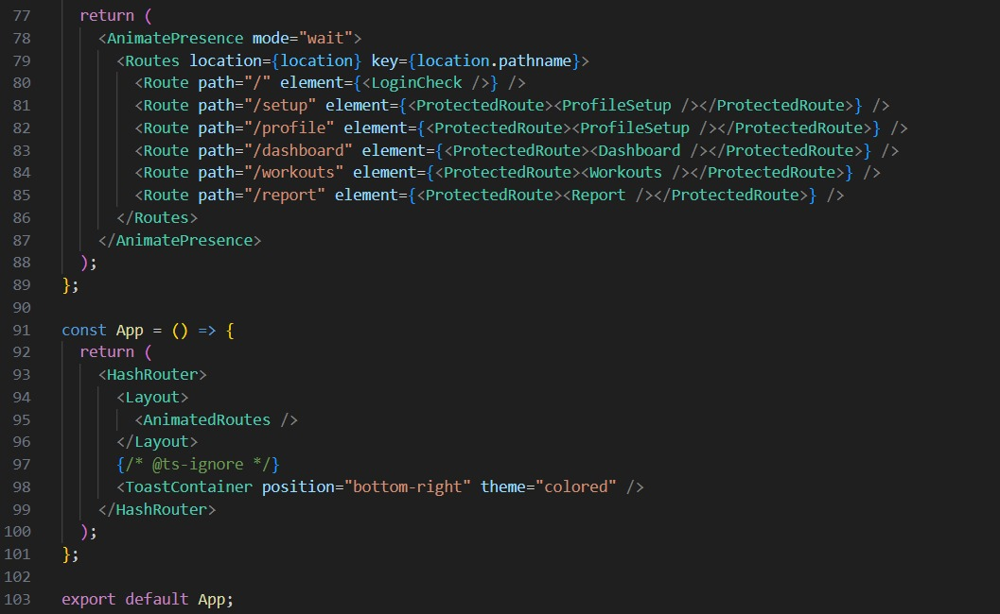 77 return (
78 <AnimatePresence mode="wait">
79 <Routes location={location} key={location.pathname}>
80 <Route path="/" element={<LoginCheck />} />
81 <Route path="/setup" element={<ProtectedRoute><ProfileSetup /></ProtectedRoute>} />
82 <Route path="/profile" element={<ProtectedRoute><ProfileSetup /></ProtectedRoute>} />
83 <Route path="/dashboard" element={<ProtectedRoute><Dashboard /></ProtectedRoute>} />
84 <Route path="/workouts" element={<ProtectedRoute><Workouts /></ProtectedRoute>} />
85 <Route path="/report" element={<ProtectedRoute><Report /></ProtectedRoute>} />
86 </Routes>
87 </AnimatePresence>
88 );
89 };
90
91 const App = () => {
92 return (
93 <HashRouter>
94 <Layout>
95 <AnimatedRoutes />
96 </Layout>
97 {/* @ts-ignore */}
98 <ToastContainer position="bottom-right" theme="colored" />
99 </HashRouter>
100 );
101 };
102
103 export default App;